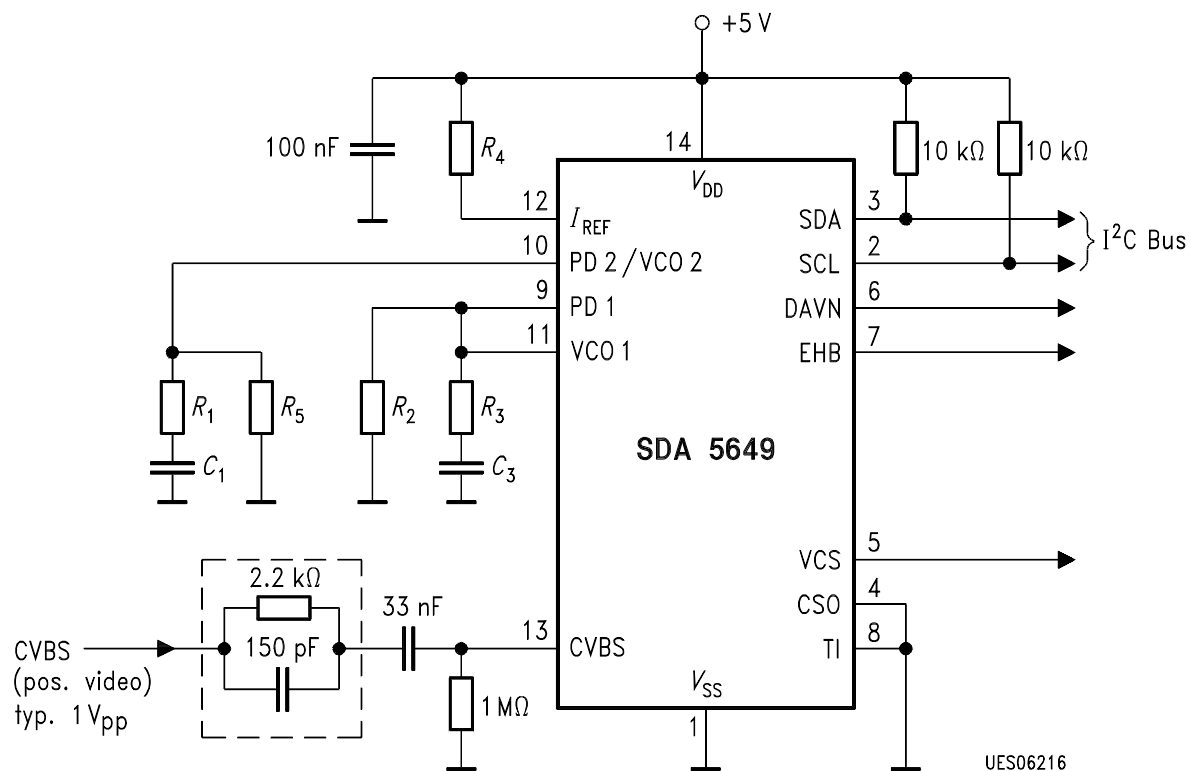 +5 V
100 nF
R4
14
10 kΩ
10 kΩ
VDD
12
IREF
SDA
3
10
PD 2 / VCO 2
SCL
2
I²C Bus
9
PD 1
DAVN
6
11
VCO 1
EHB
7
R1
R5
R2
R3
C1
C3
SDA 5649
VCS
5
2.2 kΩ
33 nF
CSO
4
CVBS
(pos. video)
typ. 1 Vpp
150 pF
13
CVBS
TI
8
1 MΩ
VSS
1
UES06216